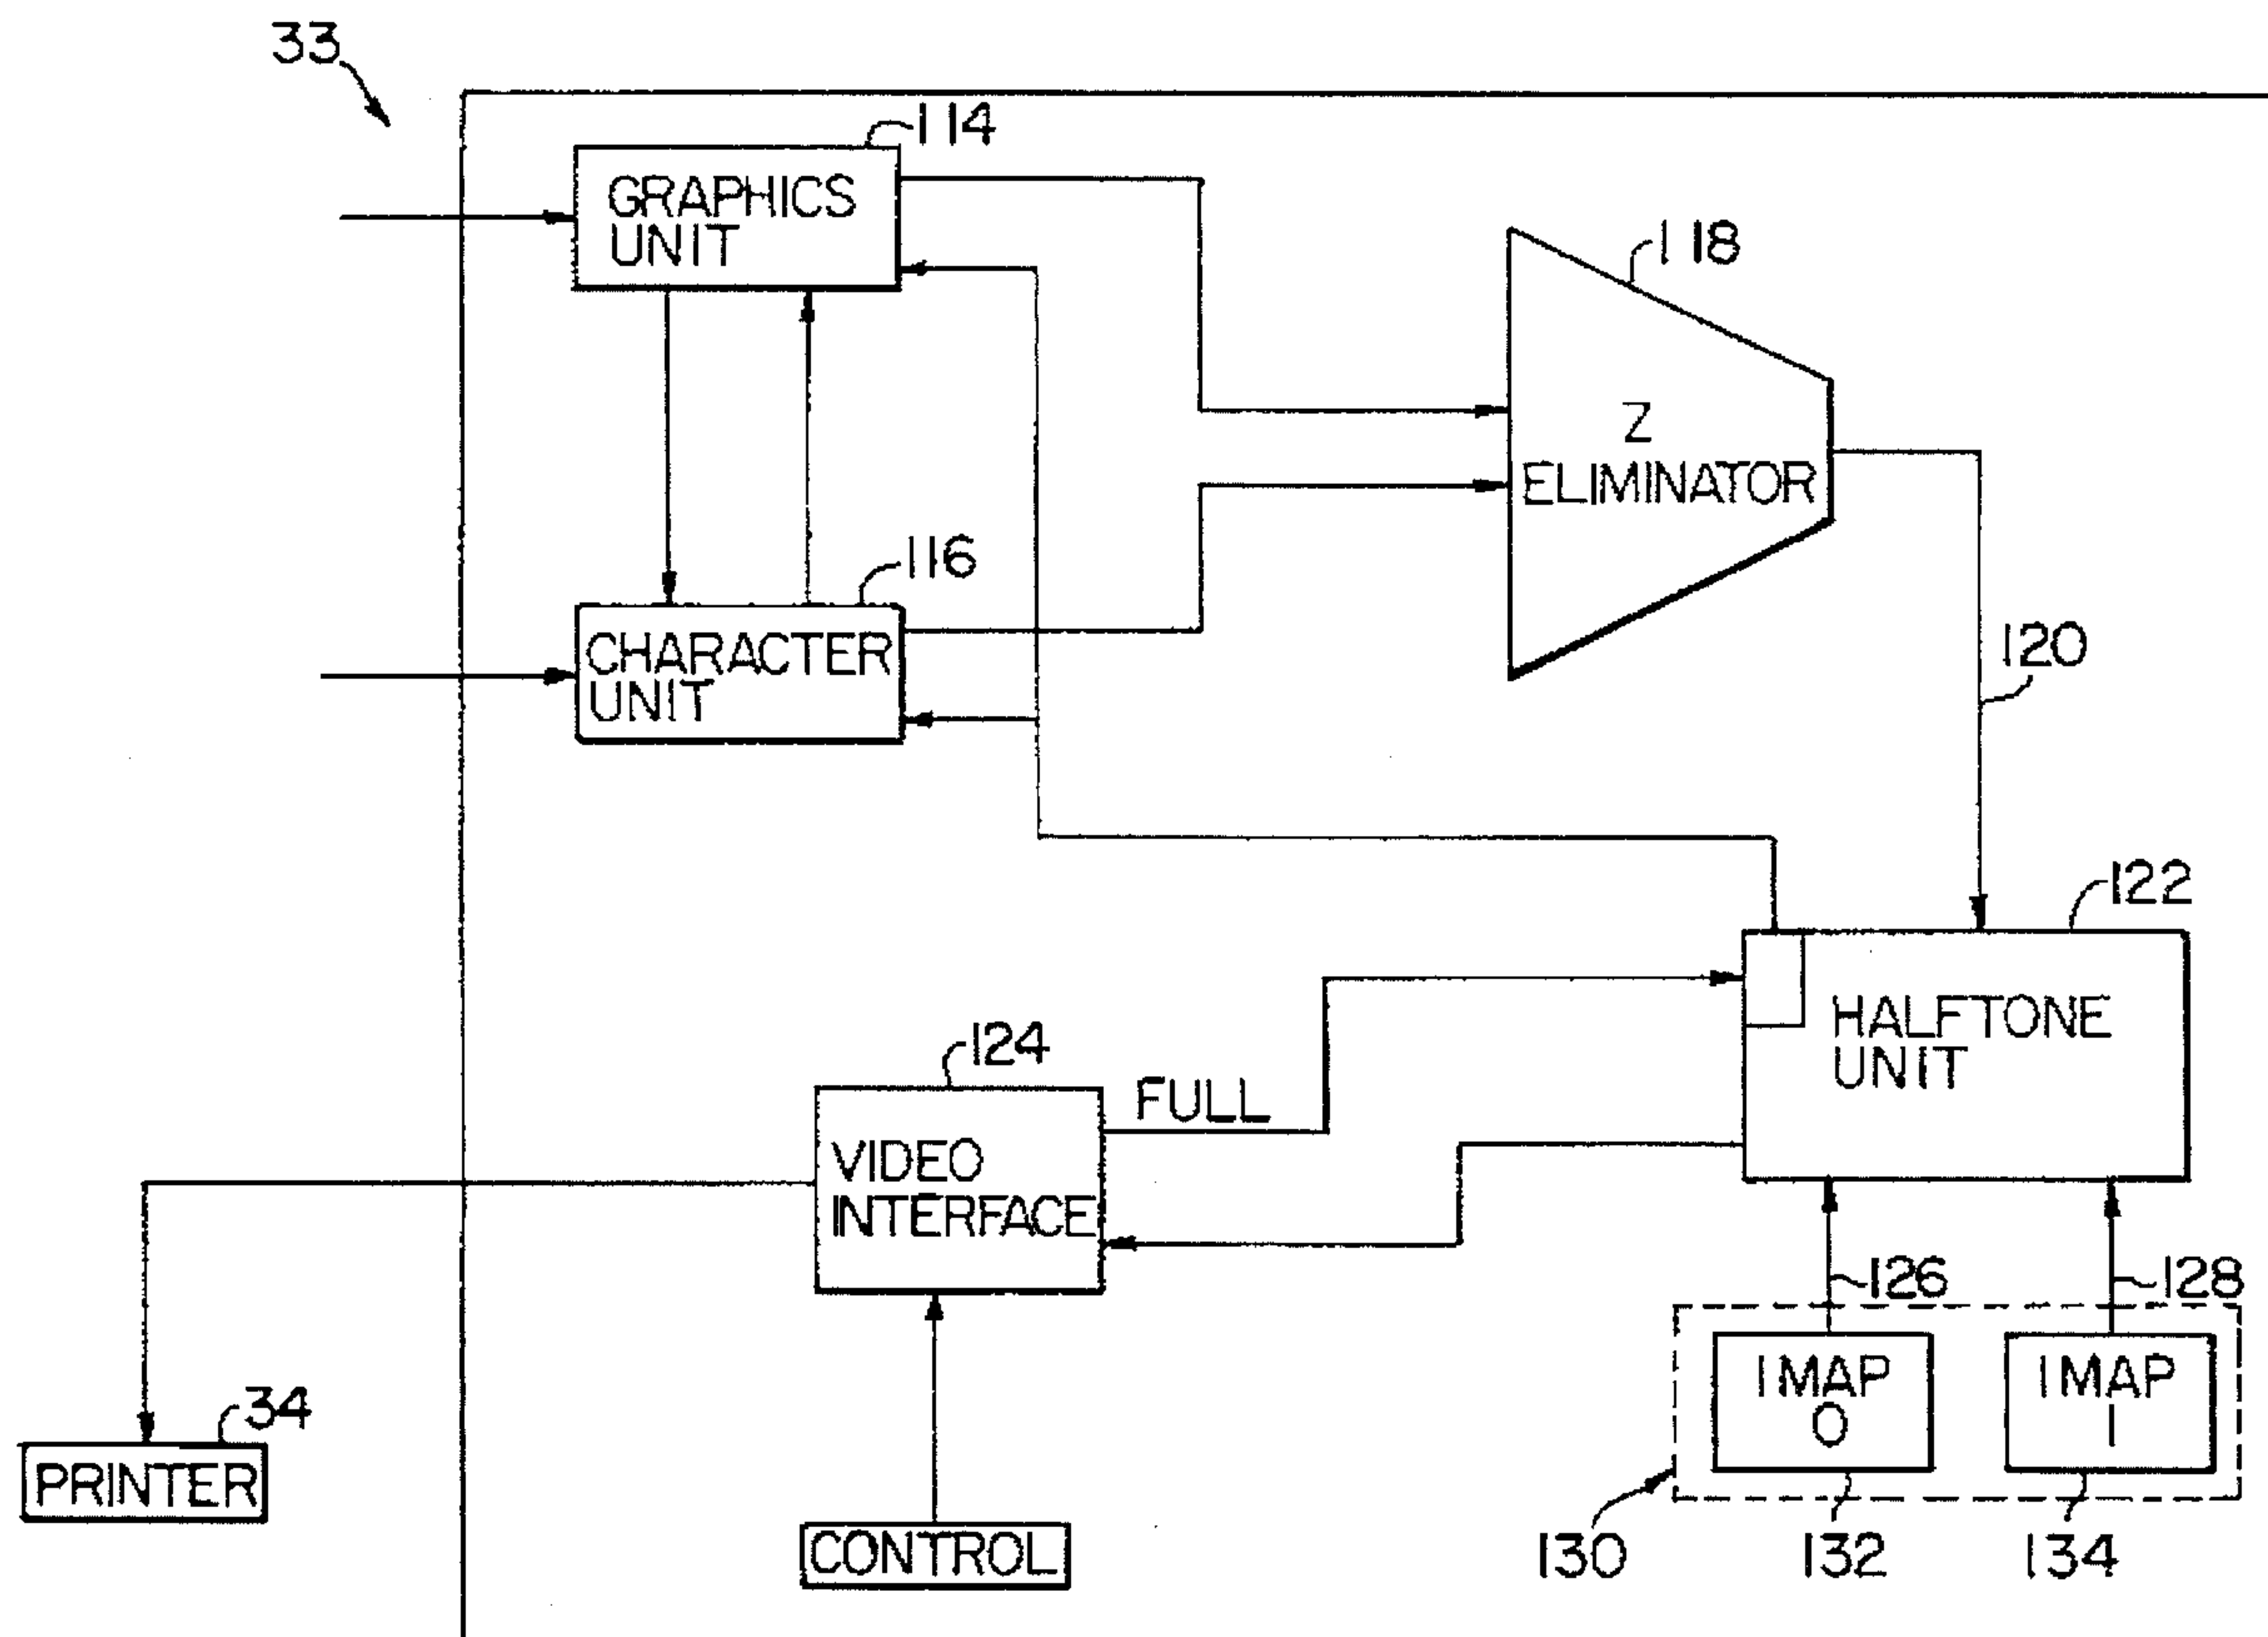 33
114
GRAPHICS
UNIT
118
Z
ELIMINATOR
116
CHARACTER
UNIT
120
122
HALFTONE
UNIT
124
FULL
VIDEO
INTERFACE
126
128
34
PRINTER
IMAP
0
IMAP
1
CONTROL
130
132
134